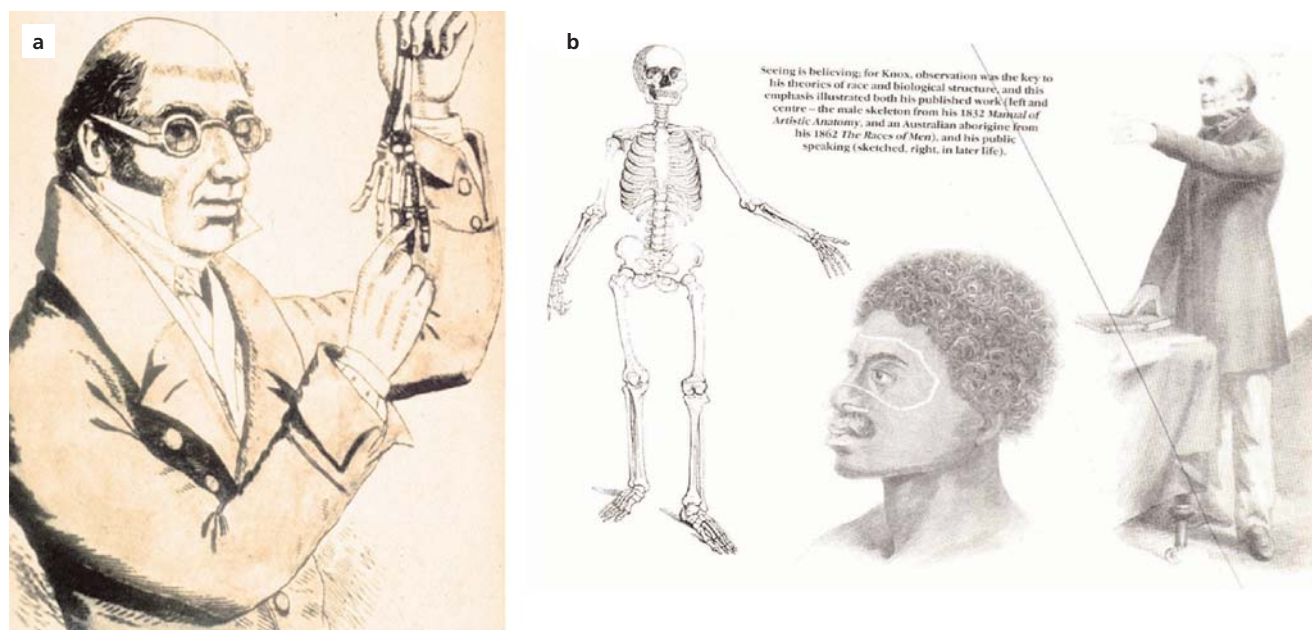 a
b
Seeing is believing; for Knox, observation was the key to
his theories of race and biological structure, and this
emphasis illustrated both his published work (left and
centre – the male skeleton from his 1832 Manual of
Artistic Anatomy, and an Australian aborigine from
his 1862 The Races of Men), and his public
speaking (sketched, right, in later life).